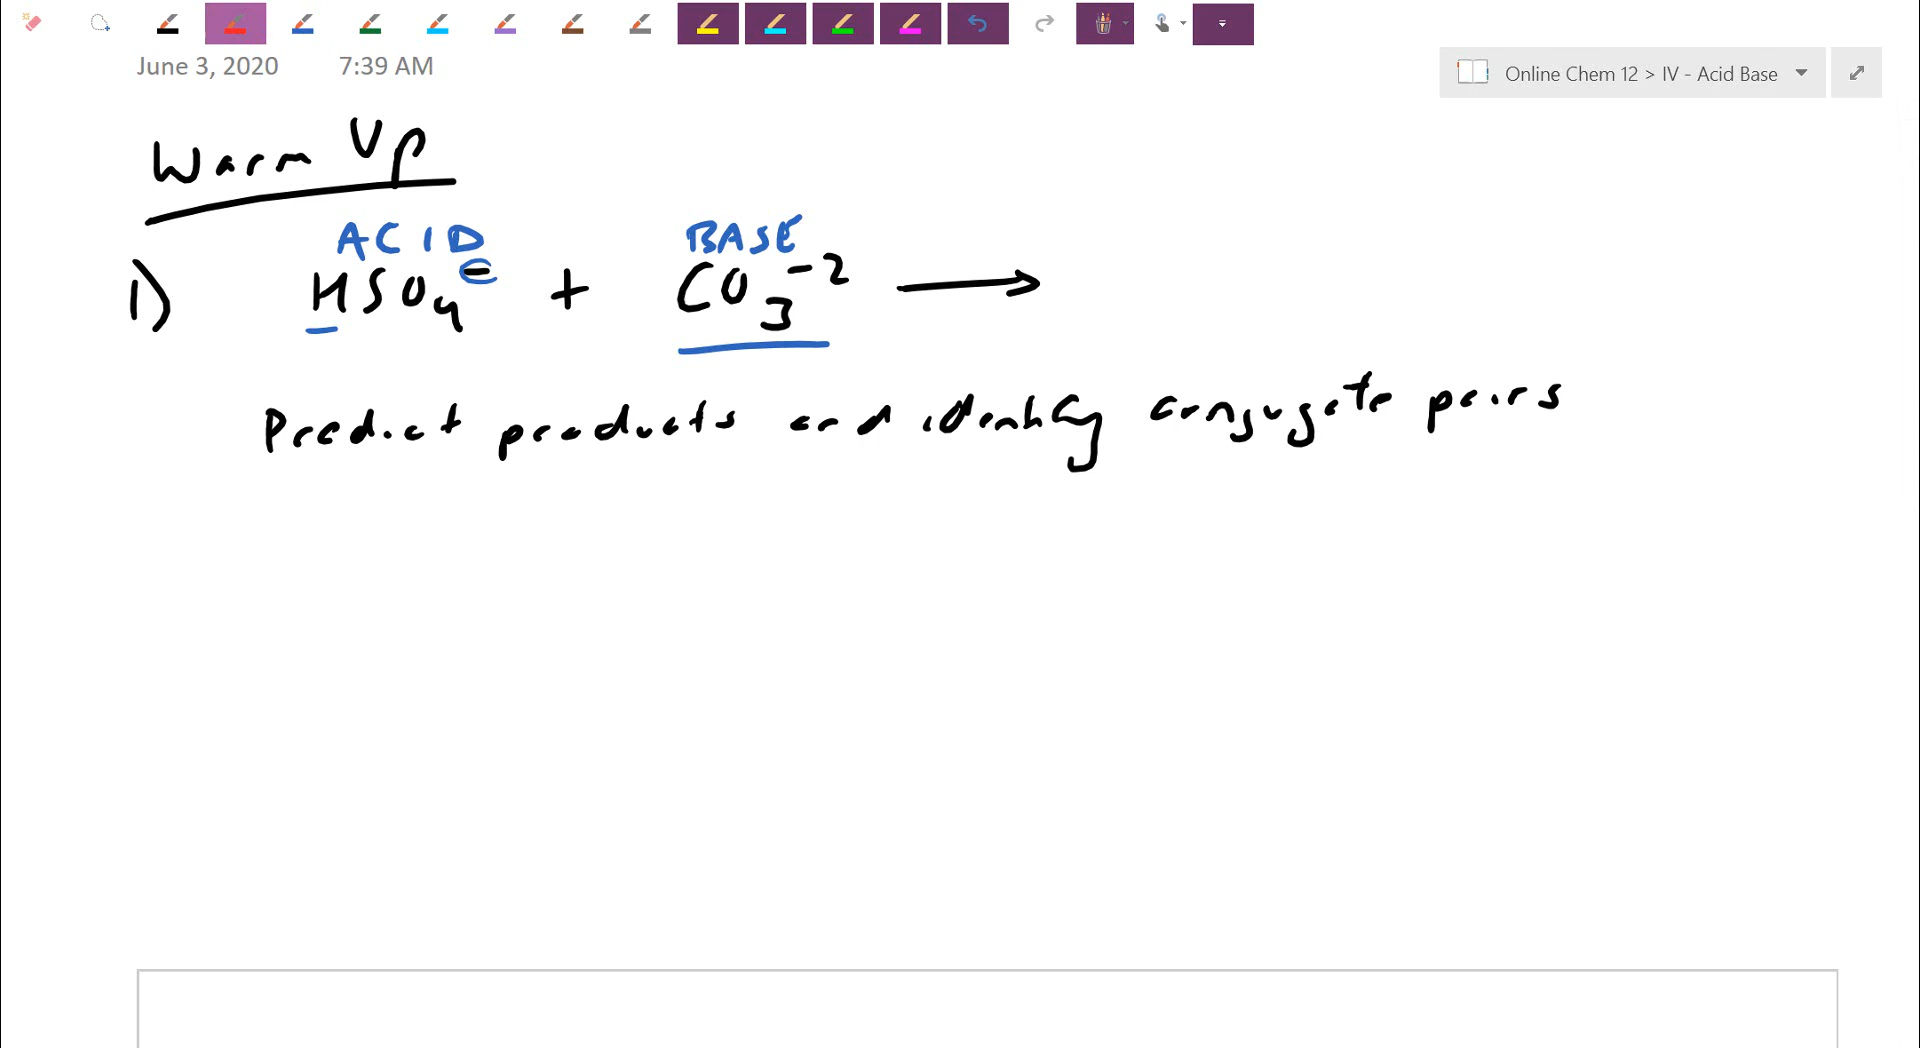 June 3, 2020 7:39 AM
Online Chem 12 > IV - Acid Base
Warm Up
ACID BASE
1) HSO₄⁻ + CO₃⁻² →
Predict products and identify conjugate pairs